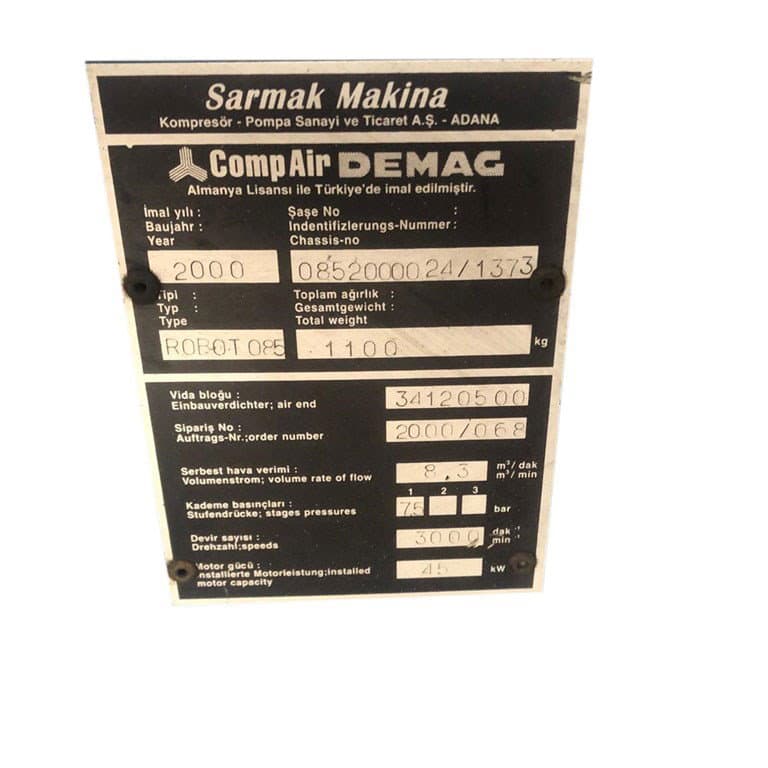 Sarmak Makina
Kompresör - Pompa Sanayi ve Ticaret A.Ş. - ADANA
CompAir DEMAG
Almanya Lisansı ile Türkiye'de imal edilmiştir.
İmal yılı :
Baujahr :
Year
2000
Şaşe No :
Indentifizlerungs-Nummer :
Chassis-no
0852000024/1373
Tipi :
Typ :
Type
ROBOT 085
Toplam ağırlık :
Gesamtgewicht :
Total weight
1100 kg
Vida bloğu :
Einbauverdichter; air end
34120500
Sipariş No :
Auftrags-Nr.;order number
2000/068
Serbest hava verimi :
Volumenstrom; volume rate of flow
8,3
m³/dak
m³/min
1 2 3
Kademe basınçları :
Stufendrücke; stages pressures
7,5 bar
Devir sayısı :
Drehzahl;speeds
3000
dak⁻¹
min⁻¹
Motor gücü :
installierte Motorleistung;installed
motor capacity
45 kW